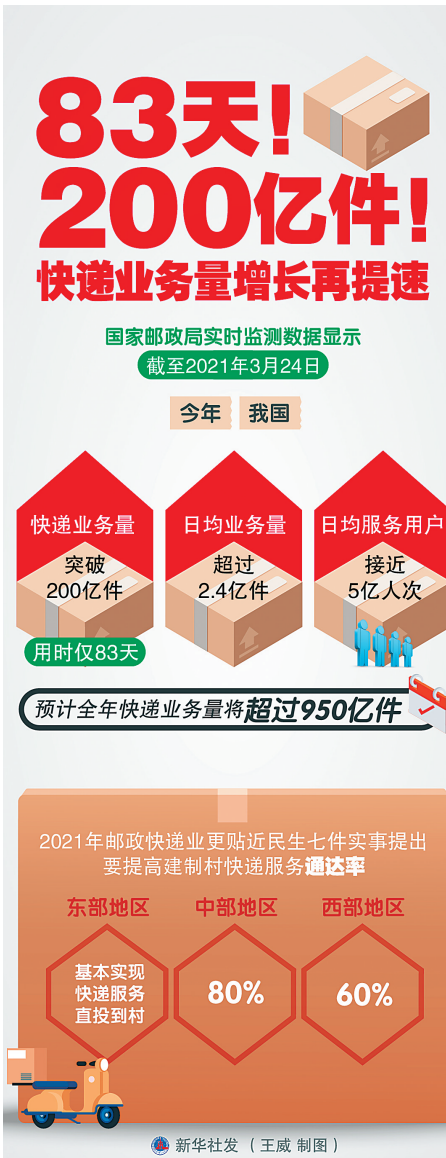 83天!
200亿件!
快递业务量增长再提速
国家邮政局实时监测数据显示
截至2021年3月24日
今年 我国
快递业务量
突破
200亿件
用时仅83天
日均业务量
超过
2.4亿件
日均服务用户
接近
5亿人次
预计全年快递业务量将超过950亿件
2021年邮政快递业更贴近民生七件实事提出
要提高建制村快递服务通达率
东部地区
基本实现
快递服务
直投到村
中部地区
80%
西部地区
60%
新华社发（王威 制图）